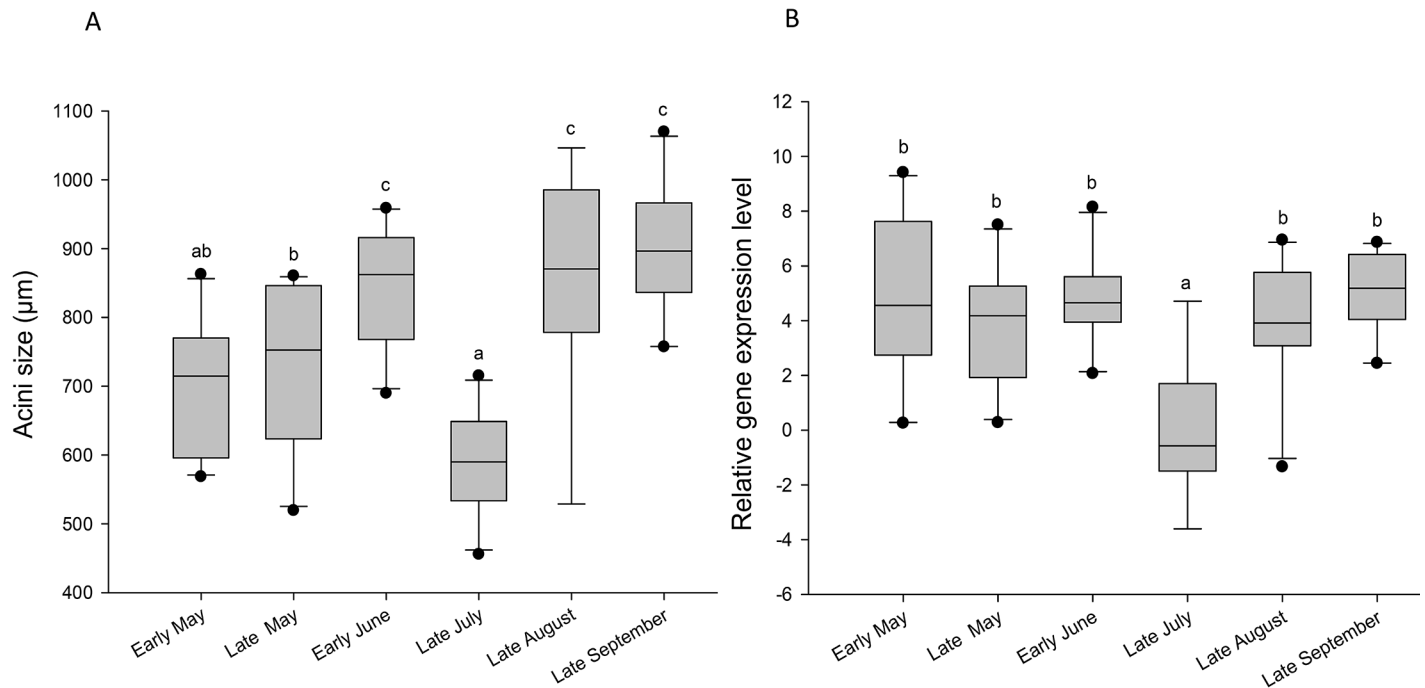 A
Acini size (µm)
1100
1000
900
800
700
600
500
400
ab
b
c
a
c
c
Early May
Late May
Early June
Late July
Late August
Late September
B
Relative gene expression level
12
10
8
6
4
2
0
-2
-4
-6
b
b
b
a
b
b
Early May
Late May
Early June
Late July
Late August
Late September